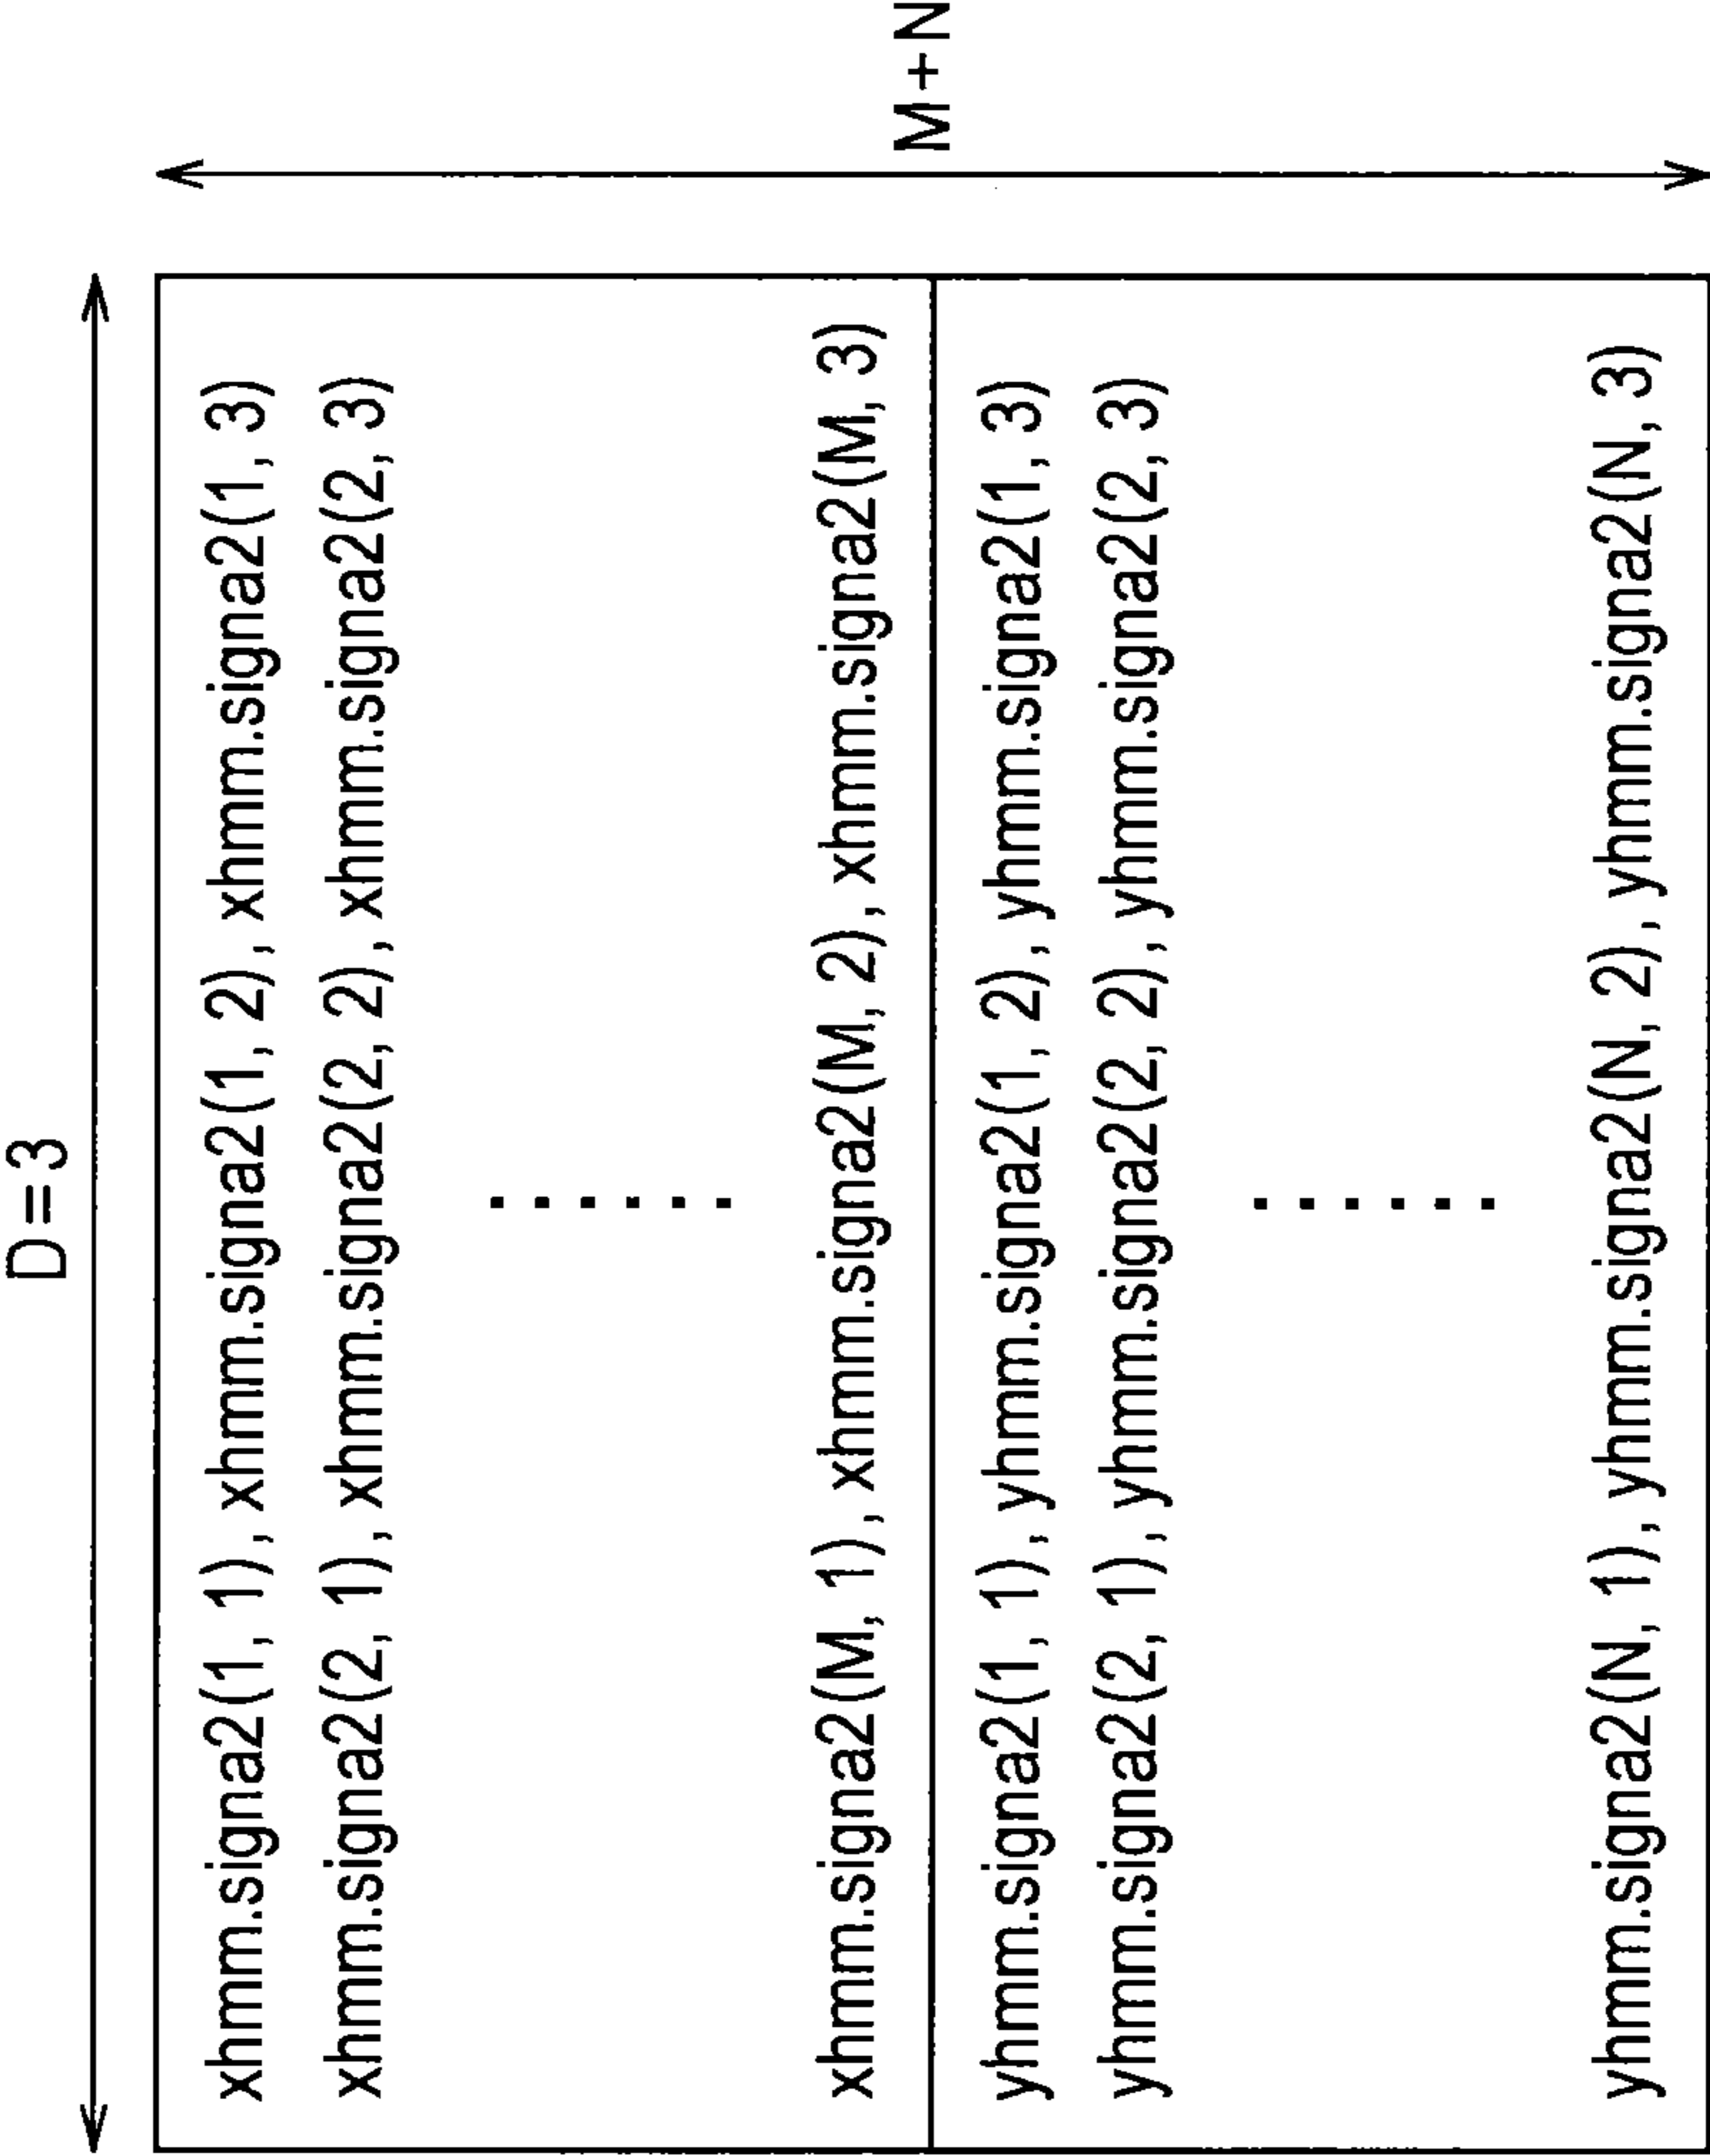 D=3
M+N
xhmm.signa2(1, 1), xhmm.signa2(1, 2), xhmm.signa2(1, 3)
xhmm.signa2(2, 1), xhmm.signa2(2, 2), xhmm.signa2(2, 3)
......
xhmm.signa2(M, 1), xhmm.signa2(M, 2), xhmm.signa2(M, 3)
yhmm.signa2(1, 1), yhmm.signa2(1, 2), yhmm.signa2(1, 3)
yhmm.signa2(2, 1), yhmm.signa2(2, 2), yhmm.signa2(2, 3)
......
yhmm.signa2(N, 1), yhmm.signa2(N, 2), yhmm.signa2(N, 3)